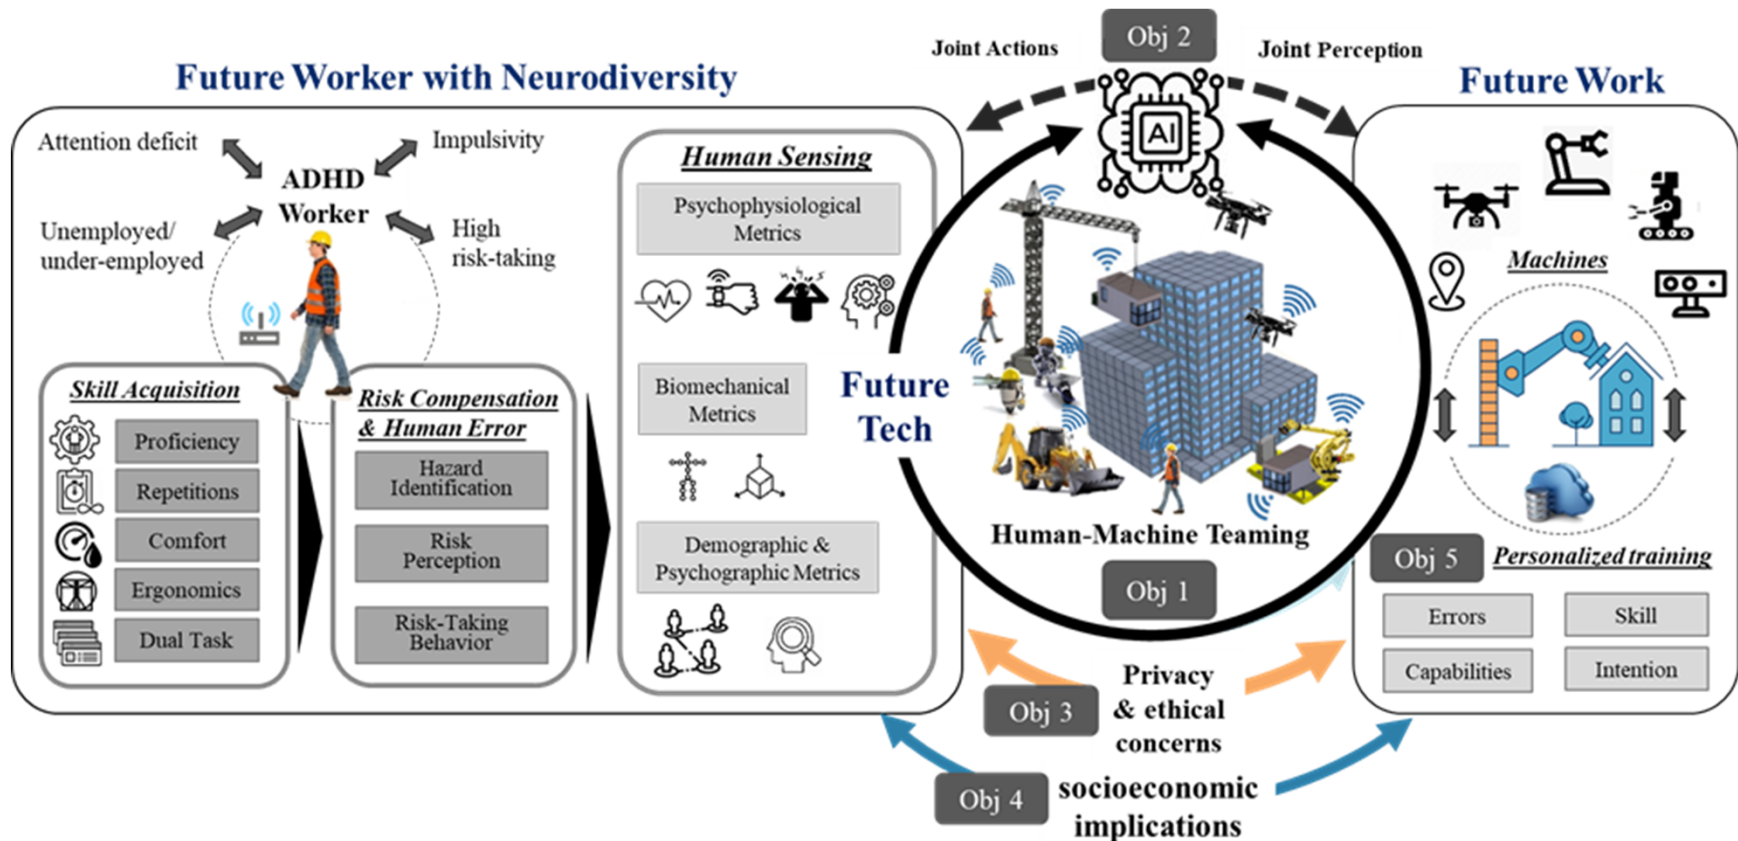 Future Worker with Neurodiversity
Attention deficit
Impulsivity
ADHD
Worker
Unemployed/
under-employed
High
risk-taking
Skill Acquisition
Proficiency
Repetitions
Comfort
Ergonomics
Dual Task
Risk Compensation
& Human Error
Hazard
Identification
Risk
Perception
Risk-Taking
Behavior
Human Sensing
Psychophysiological
Metrics
Biomechanical
Metrics
Demographic &
Psychographic Metrics
Joint Actions
Obj 2
Joint Perception
AI
Future
Tech
Human-Machine Teaming
Obj 1
Privacy
& ethical
concerns
Obj 3
Obj 4
socioeconomic
implications
Future Work
Machines
Obj 5
Personalized training
Errors
Skill
Capabilities
Intention